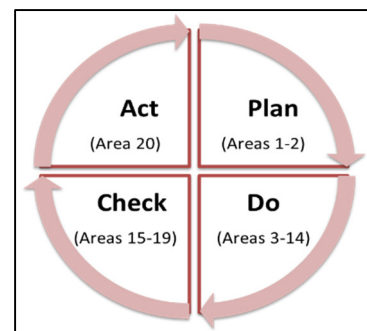 Act
(Area 20)
Plan
(Areas 1-2)
Check
(Areas 15-19)
Do
(Areas 3-14)